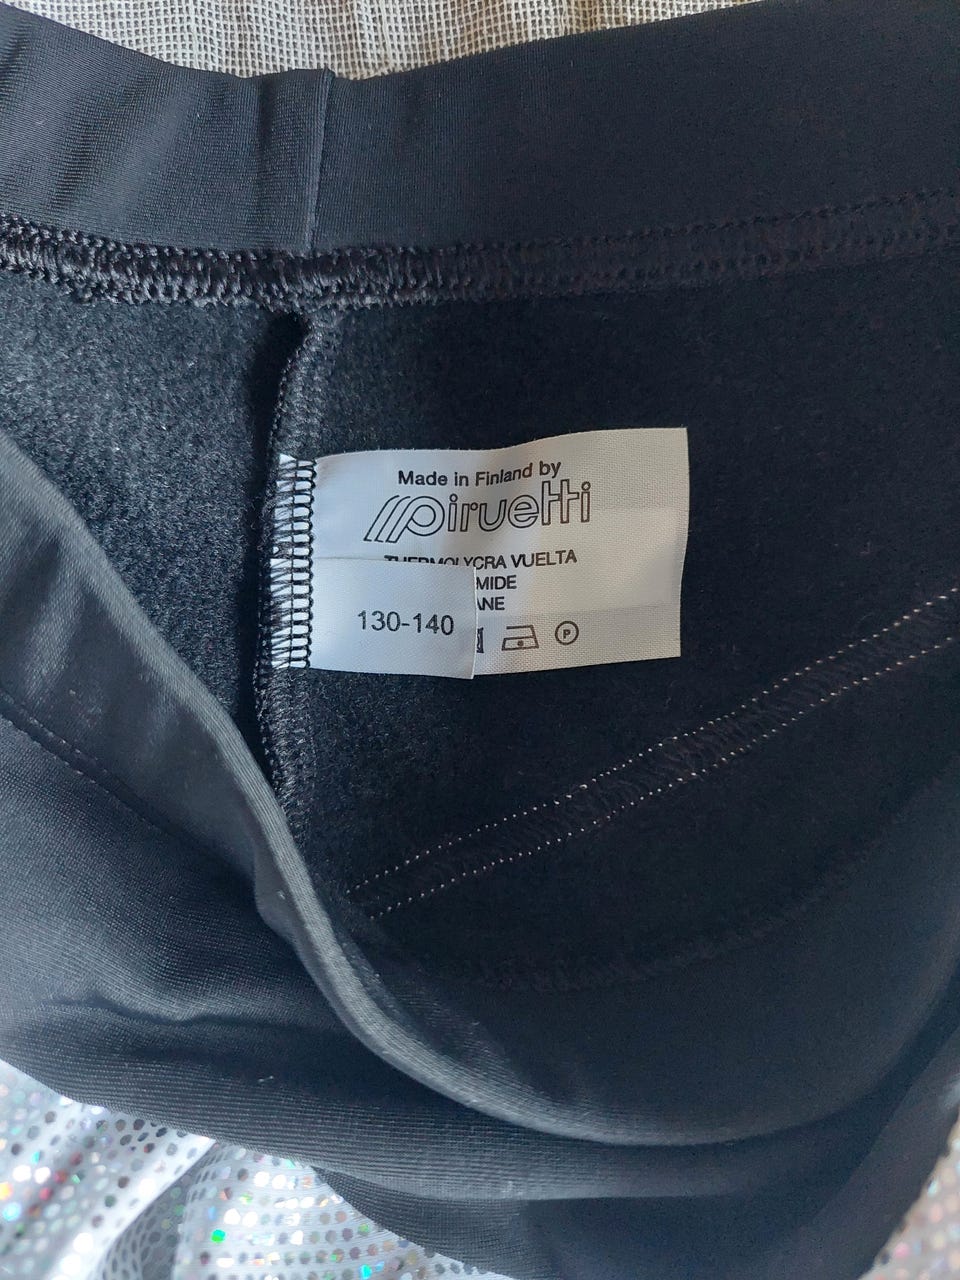 Made in Finland by
piruetti
THERMOLYCRA VUELTA
MIDE
ANE
130-140
P